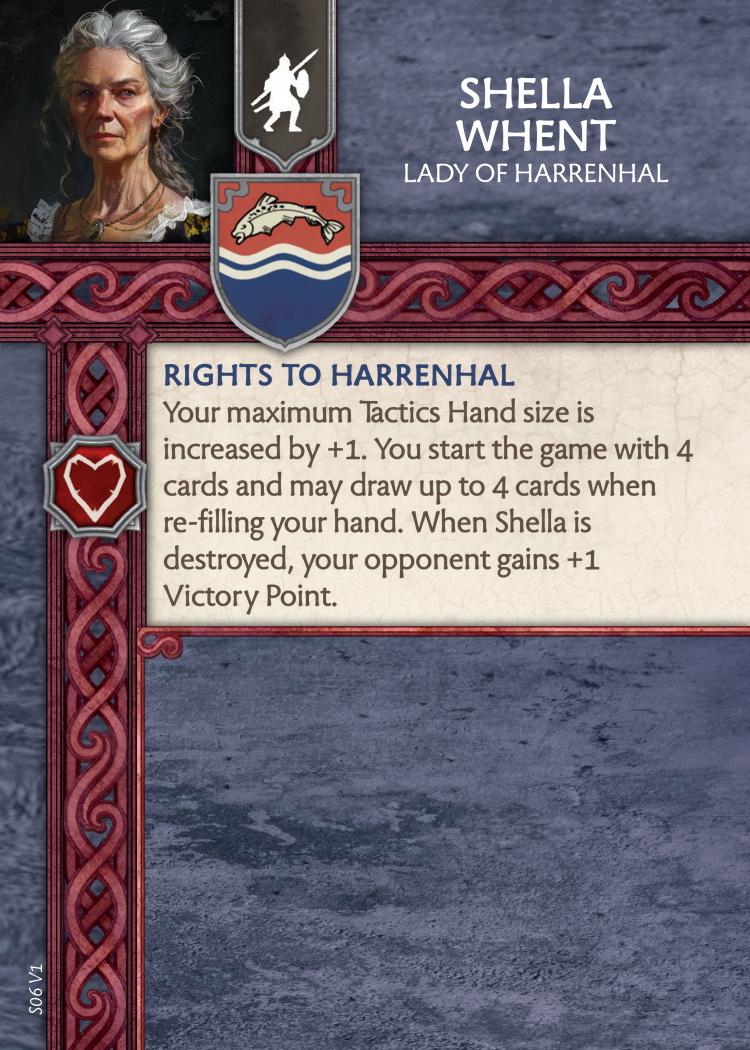 SHELLA
WHENT
LADY OF HARRENHAL
RIGHTS TO HARRENHAL
Your maximum Tactics Hand size is
increased by +1. You start the game with 4
cards and may draw up to 4 cards when
re-filling your hand. When Shella is
destroyed, your opponent gains +1
Victory Point.
S06 V1